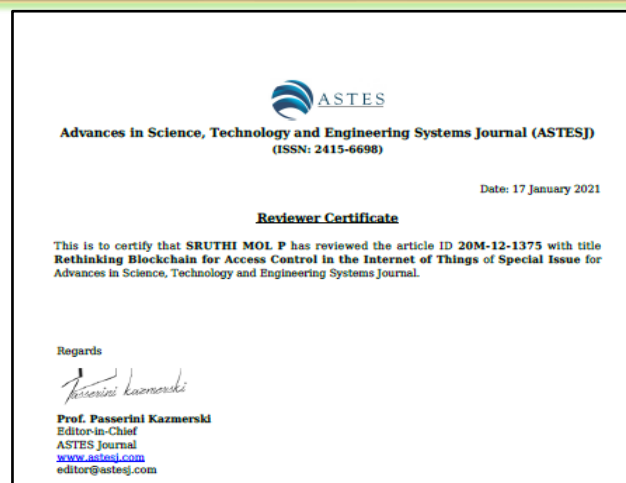 ASTES
Advances in Science, Technology and Engineering Systems Journal (ASTESJ)
(ISSN: 2415-6698)
Date: 17 January 2021
Reviewer Certificate
This is to certify that SRUTHI MOL P has reviewed the article ID 20M-12-1375 with title
Rethinking Blockchain for Access Control in the Internet of Things of Special Issue for
Advances in Science, Technology and Engineering Systems Journal.
Regards
Passerini kazmerski
Prof. Passerini Kazmerski
Editor-in-Chief
ASTES Journal
www.astesj.com
editor@astesj.com